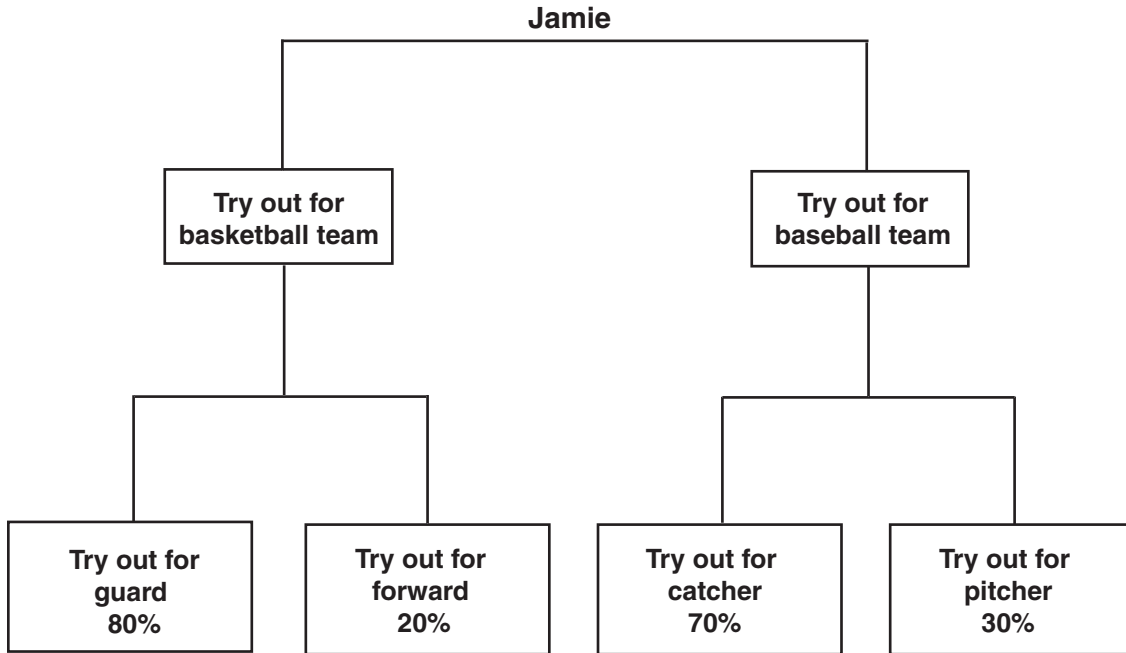 Jamie
Try out for
basketball team
Try out for
baseball team
Try out for
guard
80%
Try out for
forward
20%
Try out for
catcher
70%
Try out for
pitcher
30%